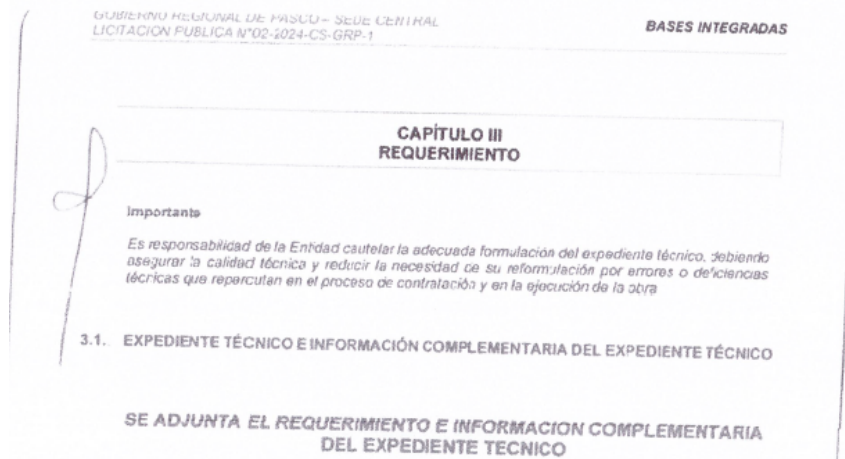 GOBIERNO REGIONAL DE PASCO – SEDE CENTRAL
LICITACION PUBLICA N°02-2024-CS-GRP-1
BASES INTEGRADAS
CAPÍTULO III
REQUERIMIENTO
Importante
Es responsabilidad de la Entidad cautelar la adecuada formulación del expediente técnico, debiendo
asegurar la calidad técnica y reducir la necesidad de su reformulación por errores o deficiencias
técnicas que repercutan en el proceso de contratación y en la ejecución de la obra
3.1. EXPEDIENTE TÉCNICO E INFORMACIÓN COMPLEMENTARIA DEL EXPEDIENTE TÉCNICO
SE ADJUNTA EL REQUERIMIENTO E INFORMACION COMPLEMENTARIA
DEL EXPEDIENTE TECNICO